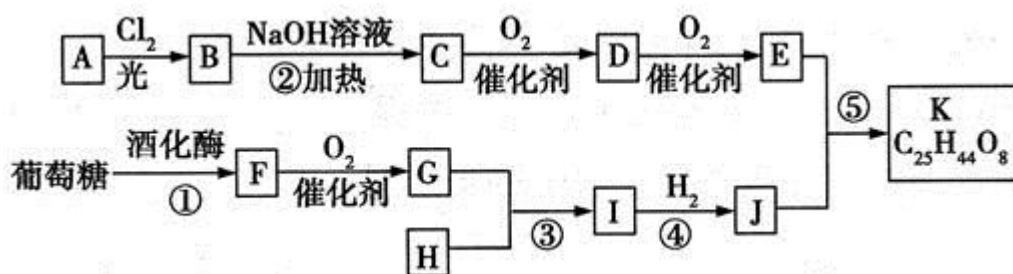 A Cl₂ 光 B NaOH溶液 ②加热 C O₂ 催化剂 D O₂ 催化剂 E
⑤ K C₂₅H₄₄O₈
葡萄糖 酒化酶 ① F O₂ 催化剂 G
H ③ I H₂ ④ J